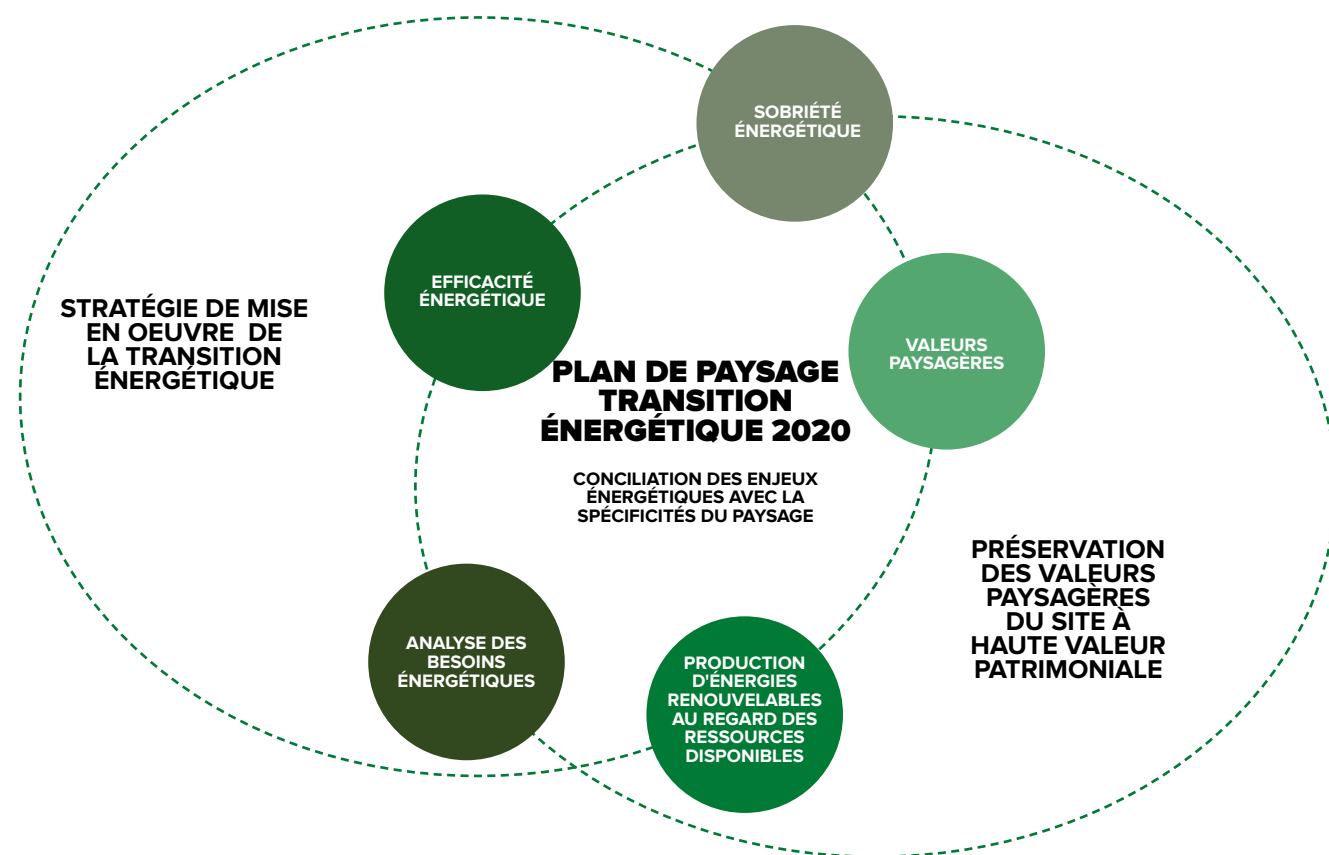 SOBRIÉTÉ
ÉNERGÉTIQUE
EFFICACITÉ
ÉNERGÉTIQUE
STRATÉGIE DE MISE
EN OEUVRE DE
LA TRANSITION
ÉNERGÉTIQUE
VALEURS
PAYSAGÈRES
PLAN DE PAYSAGE
TRANSITION
ÉNERGÉTIQUE 2020
CONCILIATION DES ENJEUX
ÉNERGÉTIQUES AVEC LA
SPÉCIFICITÉS DU PAYSAGE
PRÉSERVATION
DES VALEURS
PAYSAGÈRES
DU SITE À
HAUTE VALEUR
PATRIMONIALE
ANALYSE DES
BESOINS
ÉNERGÉTIQUES
PRODUCTION
D'ÉNERGIES
RENOUVELABLES
AU REGARD DES
RESSOURCES
DISPONIBLES